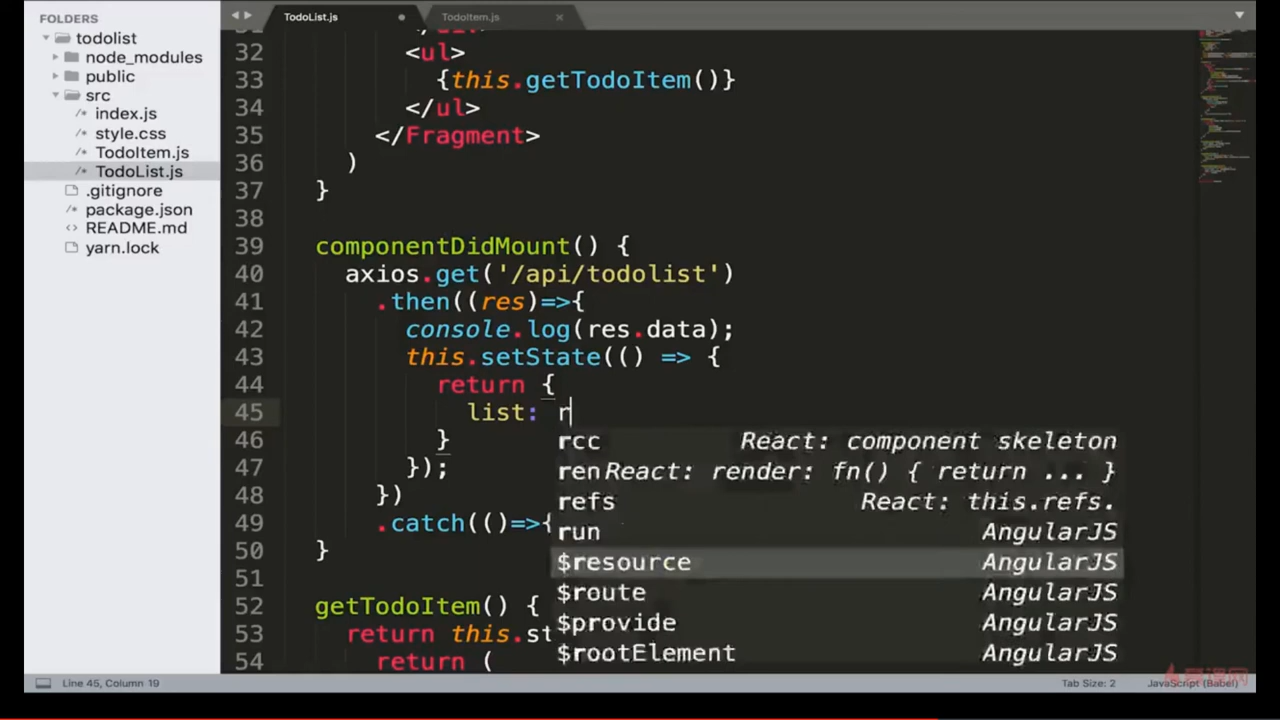 FOLDERS
todolist
node_modules
public
src
/* index.js
/* style.css
/* TodoItem.js
/* TodoList.js
.gitignore
/* package.json
<> README.md
yarn.lock
TodoList.js
TodoItem.js
32 <ul>
33 {this.getTodoItem()}
34 </ul>
35 </Fragment>
36 )
37 }
38
39 componentDidMount() {
40 axios.get('/api/todolist')
41 .then((res)=>{
42 console.log(res.data);
43 this.setState(() => {
44 return {
45 list: r
46 }
47 });
48 })
49 .catch(()=>{
50 }
51
52 getTodoItem() {
53 return this.st
54 return (
rcc React: component skeleton
ren React: render: fn() { return ... }
refs React: this.refs.
run AngularJS
$resource AngularJS
$route AngularJS
$provide AngularJS
$rootElement AngularJS
Line 45, Column 19
Tab Size: 2
JavaScript (Babel)
慕课网